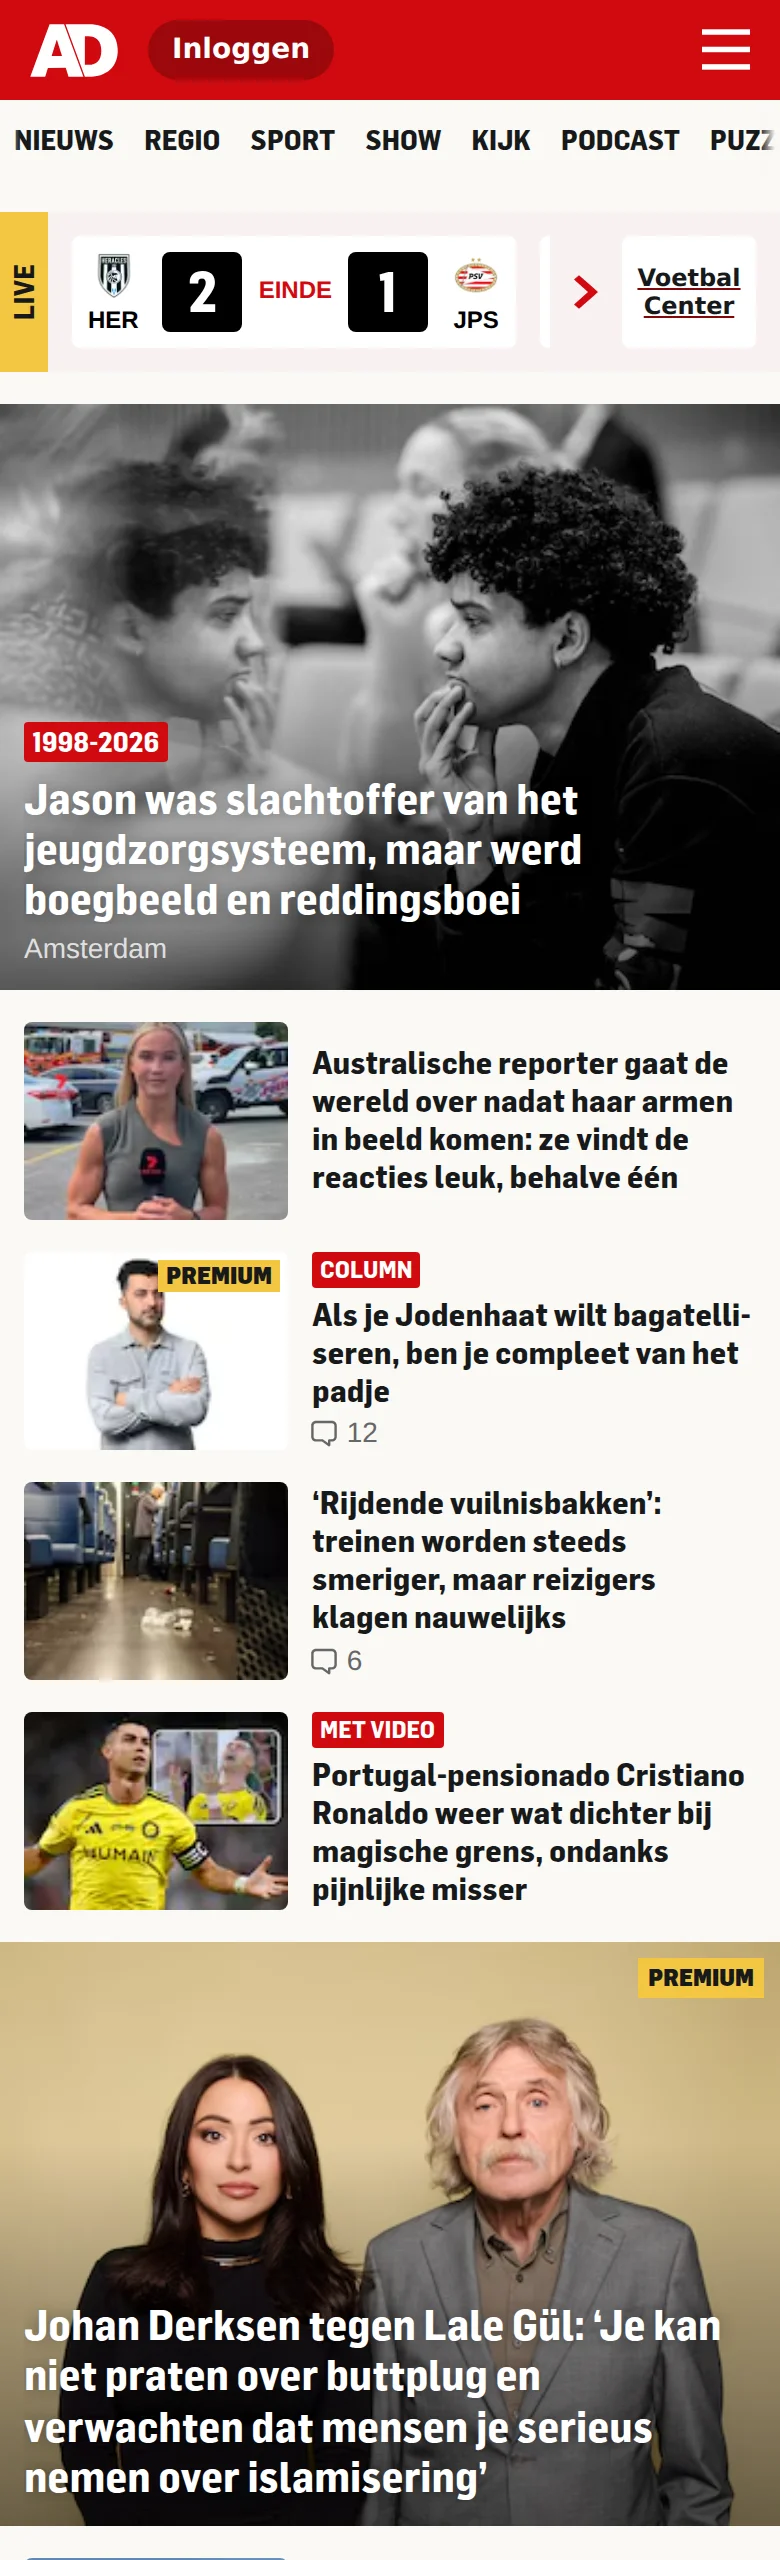 AD
Inloggen
NIEUWS REGIO SPORT SHOW KIJK PODCAST PUZZ
LIVE
HERACLES
HER
2
EINDE
1
PSV
JPS
Voetbal
Center
1998-2026
Jason was slachtoffer van het
jeugdzorgsysteem, maar werd
boegbeeld en reddingsboei
Amsterdam
Australische reporter gaat de
wereld over nadat haar armen
in beeld komen: ze vindt de
reacties leuk, behalve één
PREMIUM
COLUMN
Als je Jodenhaat wilt bagatelli-
seren, ben je compleet van het
padje
12
‘Rijdende vuilnisbakken’:
treinen worden steeds
smeriger, maar reizigers
klagen nauwelijks
6
HUMAIN
MET VIDEO
Portugal-pensionado Cristiano
Ronaldo weer wat dichter bij
magische grens, ondanks
pijnlijke misser
PREMIUM
Johan Derksen tegen Lale Gül: ‘Je kan
niet praten over buttplug en
verwachten dat mensen je serieus
nemen over islamisering’